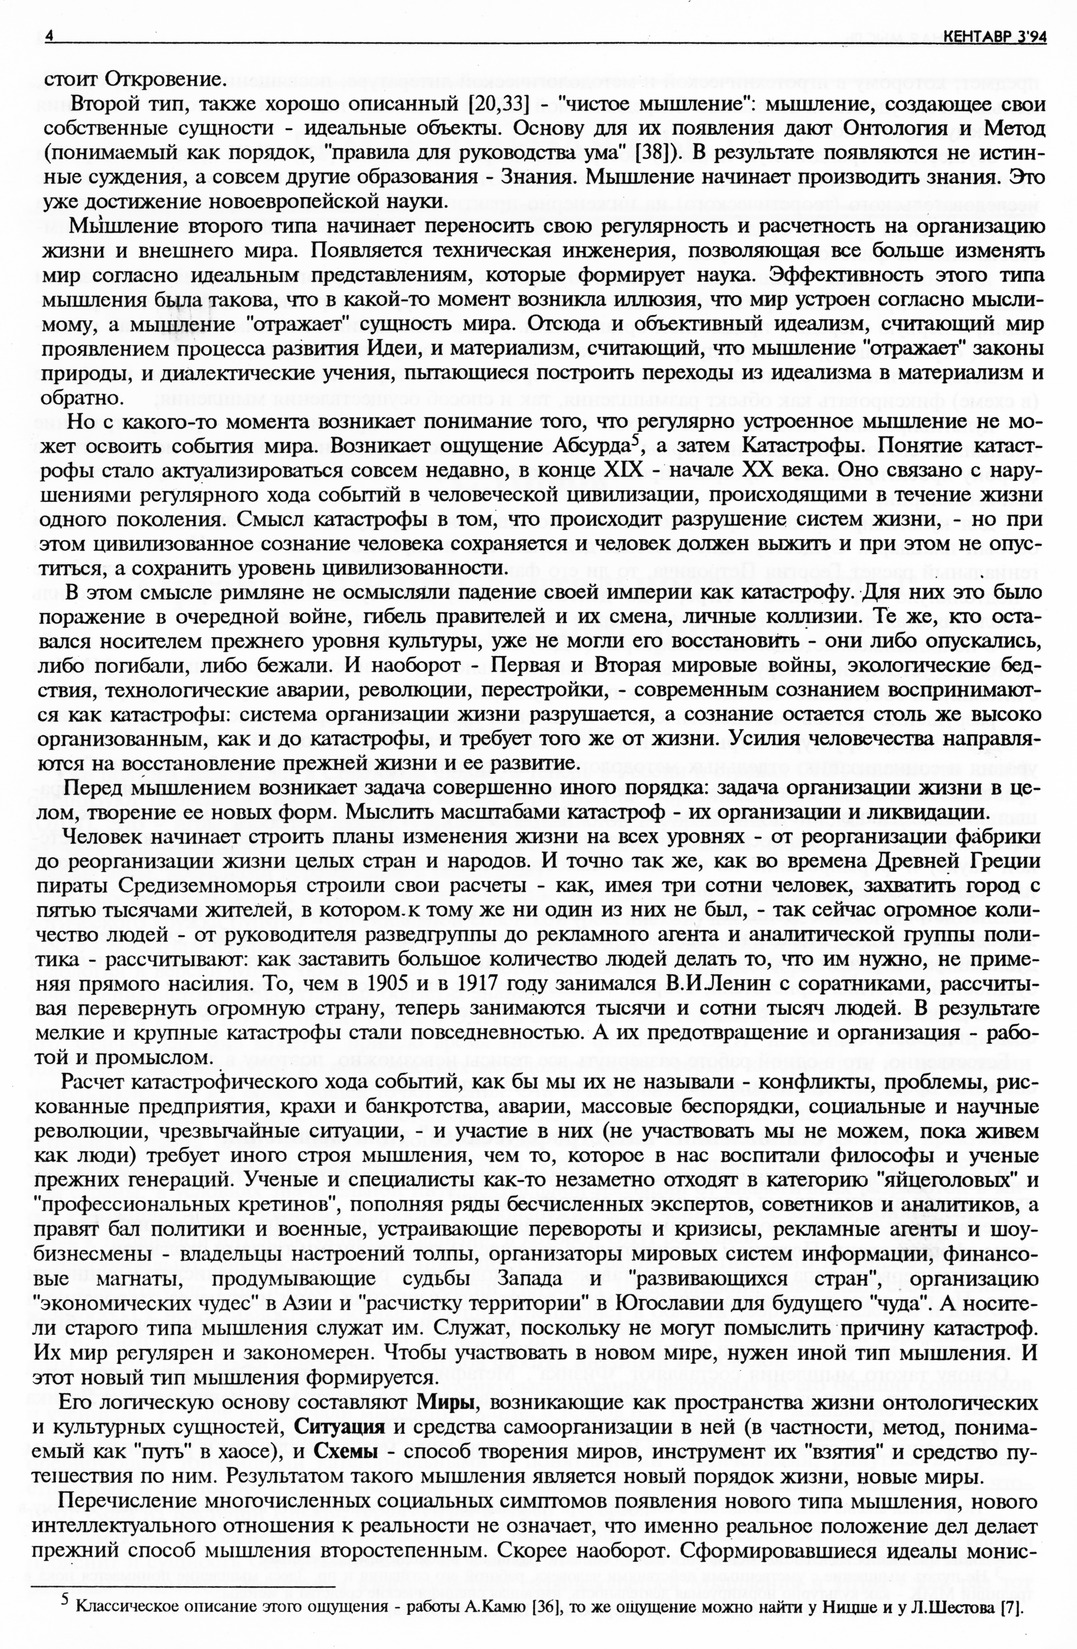 4 КЕНТАВР 3'94
стоит Откровение.
Второй тип, также хорошо описанный [20,33] - "чистое мышление": мышление, создающее свои
собственные сущности - идеальные объекты. Основу для их появления дают Онтология и Метод
(понимаемый как порядок, "правила для руководства ума" [38]). В результате появляются не истин-
ные суждения, а совсем другие образования - Знания. Мышление начинает производить знания. Это
уже достижение новоевропейской науки.
Мышление второго типа начинает переносить свою регулярность и расчетность на организацию
жизни и внешнего мира. Появляется техническая инженерия, позволяющая все больше изменять
мир согласно идеальным представлениям, которые формирует наука. Эффективность этого типа
мышления была такова, что в какой-то момент возникла иллюзия, что мир устроен согласно мысли-
мому, а мышление "отражает" сущность мира. Отсюда и объективный идеализм, считающий мир
проявлением процесса развития Идеи, и материализм, считающий, что мышление "отражает" законы
природы, и диалектические учения, пытающиеся построить переходы из идеализма в материализм и
обратно.
Но с какого-то момента возникает понимание того, что регулярно устроенное мышление не мо-
жет освоить события мира. Возникает ощущение Абсурда5, а затем Катастрофы. Понятие катаст-
рофы стало актуализироваться совсем недавно, в конце XIX - начале XX века. Оно связано с нару-
шениями регулярного хода событий в человеческой цивилизации, происходящими в течение жизни
одного поколения. Смысл катастрофы в том, что происходит разрушение систем жизни, - но при
этом цивилизованное сознание человека сохраняется и человек должен выжить и при этом не опус-
титься, а сохранить уровень цивилизованности.
В этом смысле римляне не осмысляли падение своей империи как катастрофу. Для них это было
поражение в очередной войне, гибель правителей и их смена, личные коллизии. Те же, кто оста-
вался носителем прежнего уровня культуры, уже не могли его восстановить - они либо опускались,
либо погибали, либо бежали. И наоборот - Первая и Вторая мировые войны, экологические бед-
ствия, технологические аварии, революции, перестройки, - современным сознанием воспринимают-
ся как катастрофы: система организации жизни разрушается, а сознание остается столь же высоко
организованным, как и до катастрофы, и требует того же от жизни. Усилия человечества направля-
ются на восстановление прежней жизни и ее развитие.
Перед мышлением возникает задача совершенно иного порядка: задача организации жизни в це-
лом, творение ее новых форм. Мыслить масштабами катастроф - их организации и ликвидации.
Человек начинает строить планы изменения жизни на всех уровнях - от реорганизации фабрики
до реорганизации жизни целых стран и народов. И точно так же, как во времена Древней Греции
пираты Средиземноморья строили свои расчеты - как, имея три сотни человек, захватить город с
пятью тысячами жителей, в котором к тому же ни один из них не был, - так сейчас огромное коли-
чество людей - от руководителя разведгруппы до рекламного агента и аналитической группы поли-
тика - рассчитывают: как заставить большое количество людей делать то, что им нужно, не приме-
няя прямого насилия. То, чем в 1905 и в 1917 году занимался В.И.Ленин с соратниками, рассчиты-
вая перевернуть огромную страну, теперь занимаются тысячи и сотни тысяч людей. В результате
мелкие и крупные катастрофы стали повседневностью. А их предотвращение и организация - рабо-
той и промыслом.
Расчет катастрофического хода событий, как бы мы их не называли - конфликты, проблемы, рис-
кованные предприятия, крахи и банкротства, аварии, массовые беспорядки, социальные и научные
революции, чрезвычайные ситуации, - и участие в них (не участвовать мы не можем, пока живем
как люди) требует иного строя мышления, чем то, которое в нас воспитали философы и ученые
прежних генераций. Ученые и специалисты как-то незаметно отходят в категорию "яйцеголовых" и
"профессиональных кретинов", пополняя ряды бесчисленных экспертов, советников и аналитиков, а
правят бал политики и военные, устраивающие перевороты и кризисы, рекламные агенты и шоу-
бизнесмены - владельцы настроений толпы, организаторы мировых систем информации, финансо-
вые магнаты, продумывающие судьбы Запада и "развивающихся стран", организацию
"экономических чудес" в Азии и "расчистку территории" в Югославии для будущего "чуда". А носите-
ли старого типа мышления служат им. Служат, поскольку не могут помыслить причину катастроф.
Их мир регулярен и закономерен. Чтобы участвовать в новом мире, нужен иной тип мышления. И
этот новый тип мышления формируется.
Его логическую основу составляют Миры, возникающие как пространства жизни онтологических
и культурных сущностей, Ситуация и средства самоорганизации в ней (в частности, метод, понима-
емый как "путь" в хаосе), и Схемы - способ творения миров, инструмент их "взятия" и средство пу-
тешествия по ним. Результатом такого мышления является новый порядок жизни, новые миры.
Перечисление многочисленных социальных симптомов появления нового типа мышления, нового
интеллектуального отношения к реальности не означает, что именно реальное положение дел делает
прежний способ мышления второстепенным. Скорее наоборот. Сформировавшиеся идеалы монис-
5 Классическое описание этого ощущения - работы А.Камю [36], то же ощущение можно найти у Ницше и у Л.Шестова [7].